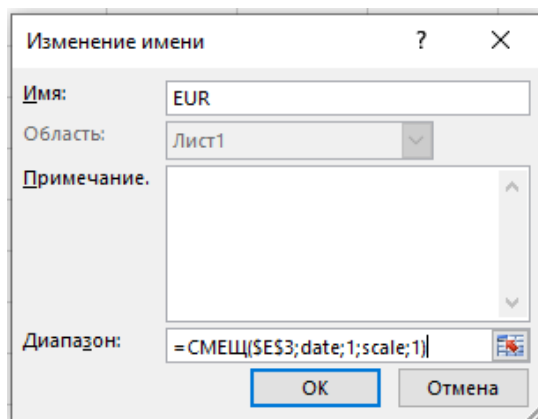 Изменение имени ?
Имя: EUR
Область: Лист1
Примечание.
Диапазон: =СМЕЩ($E$3;date;1;scale;1)
ОК Отмена